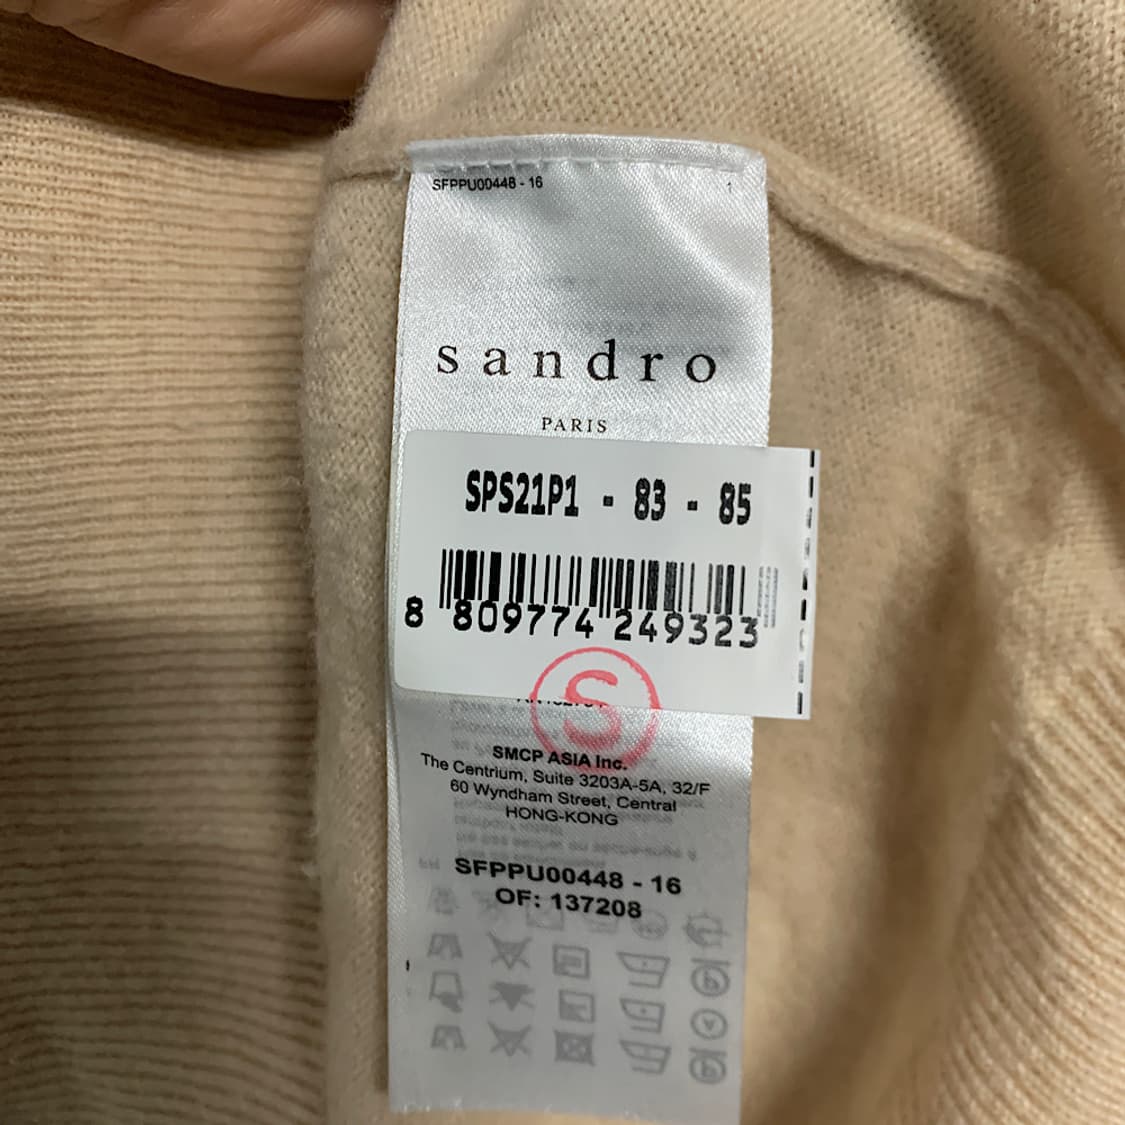 SFPPU00448 - 16 1
sandro
PARIS
SPS21P1 - 83 - 85
8 809774 249323
S
SMCP ASIA Inc.
The Centrium, Suite 3203A-5A, 32/F
60 Wyndham Street, Central
HONG-KONG
SFPPU00448 - 16
OF: 137208